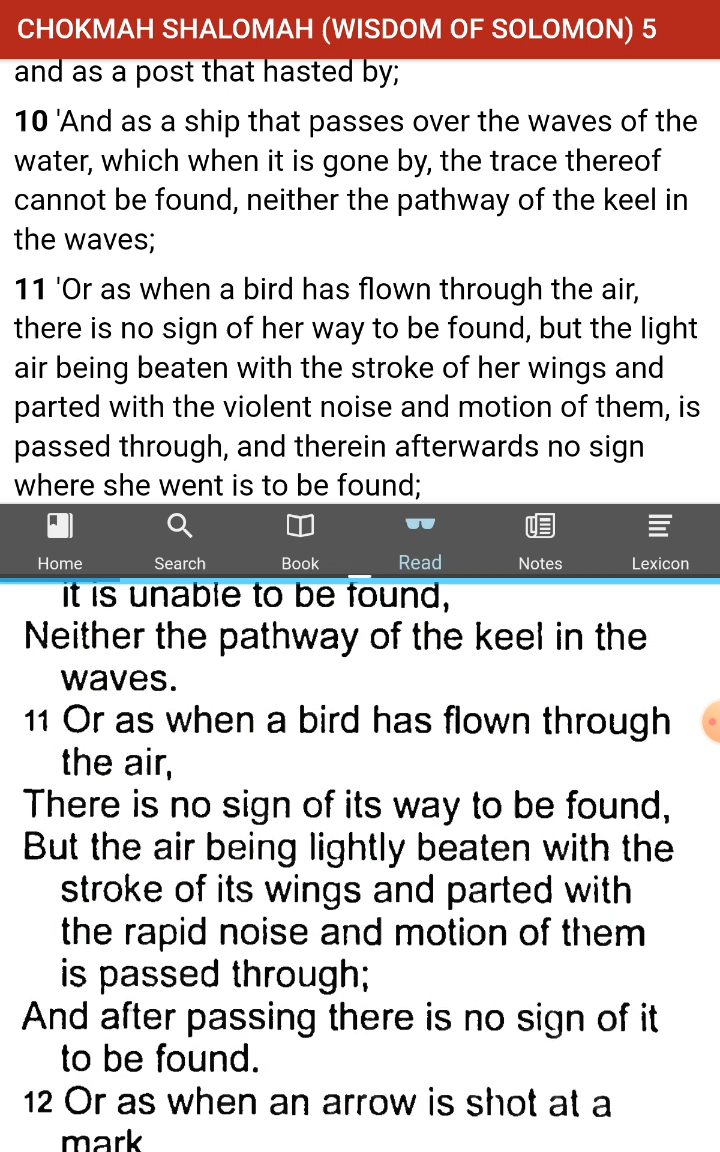 CHOKMAH SHALOMAH (WISDOM OF SOLOMON) 5
and as a post that hasted by;
10 'And as a ship that passes over the waves of the
water, which when it is gone by, the trace thereof
cannot be found, neither the pathway of the keel in
the waves;
11 'Or as when a bird has flown through the air,
there is no sign of her way to be found, but the light
air being beaten with the stroke of her wings and
parted with the violent noise and motion of them, is
passed through, and therein afterwards no sign
where she went is to be found;
Home Search Book Read Notes Lexicon
it is unable to be found,
Neither the pathway of the keel in the
waves.
11 Or as when a bird has flown through
the air,
There is no sign of its way to be found,
But the air being lightly beaten with the
stroke of its wings and parted with
the rapid noise and motion of them
is passed through;
And after passing there is no sign of it
to be found.
12 Or as when an arrow is shot at a
mark